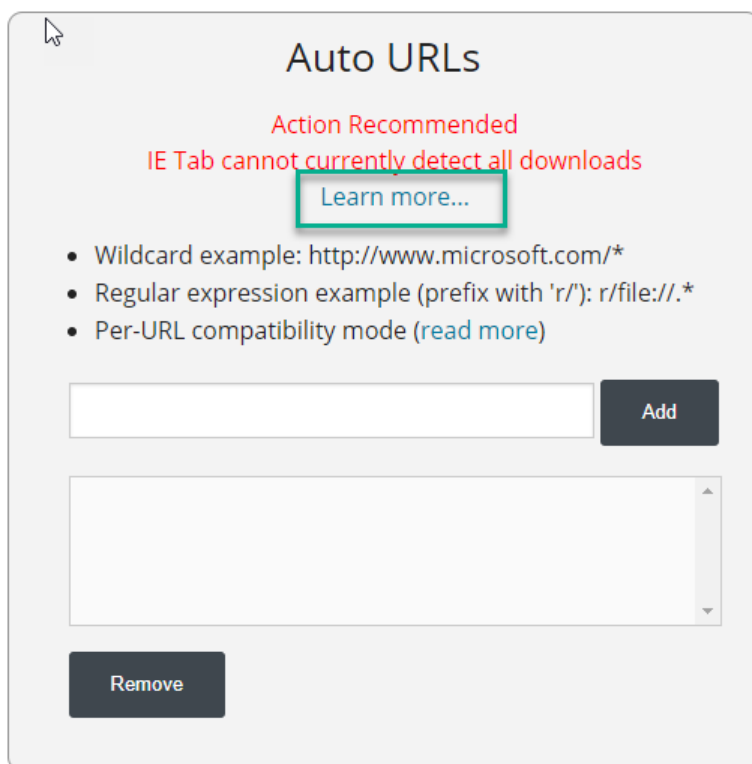 Auto URLs
Action Recommended
IE Tab cannot currently detect all downloads
Learn more...
• Wildcard example: http://www.microsoft.com/*
• Regular expression example (prefix with 'r/'): r/file://.*
• Per-URL compatibility mode (read more)
Add
Remove